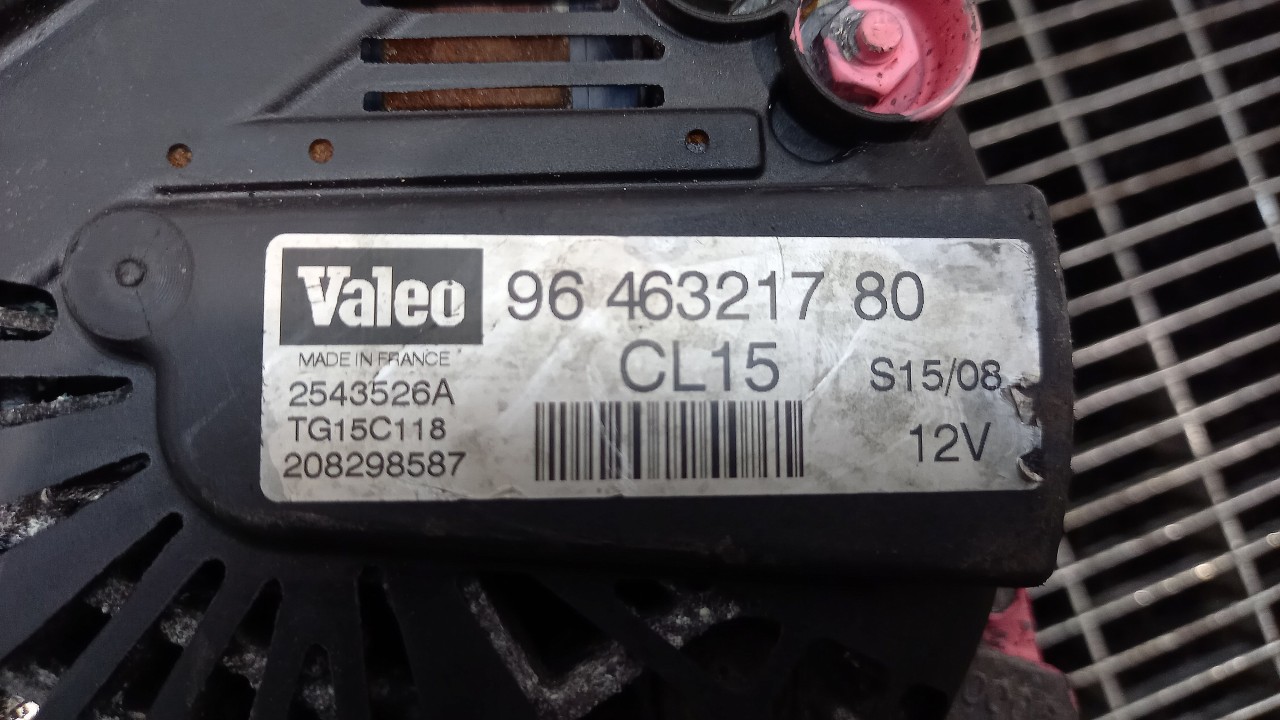 Valeo
96 463217 80
MADE IN FRANCE
CL15
S15/08
2543526A
TG15C118
12V
208298587